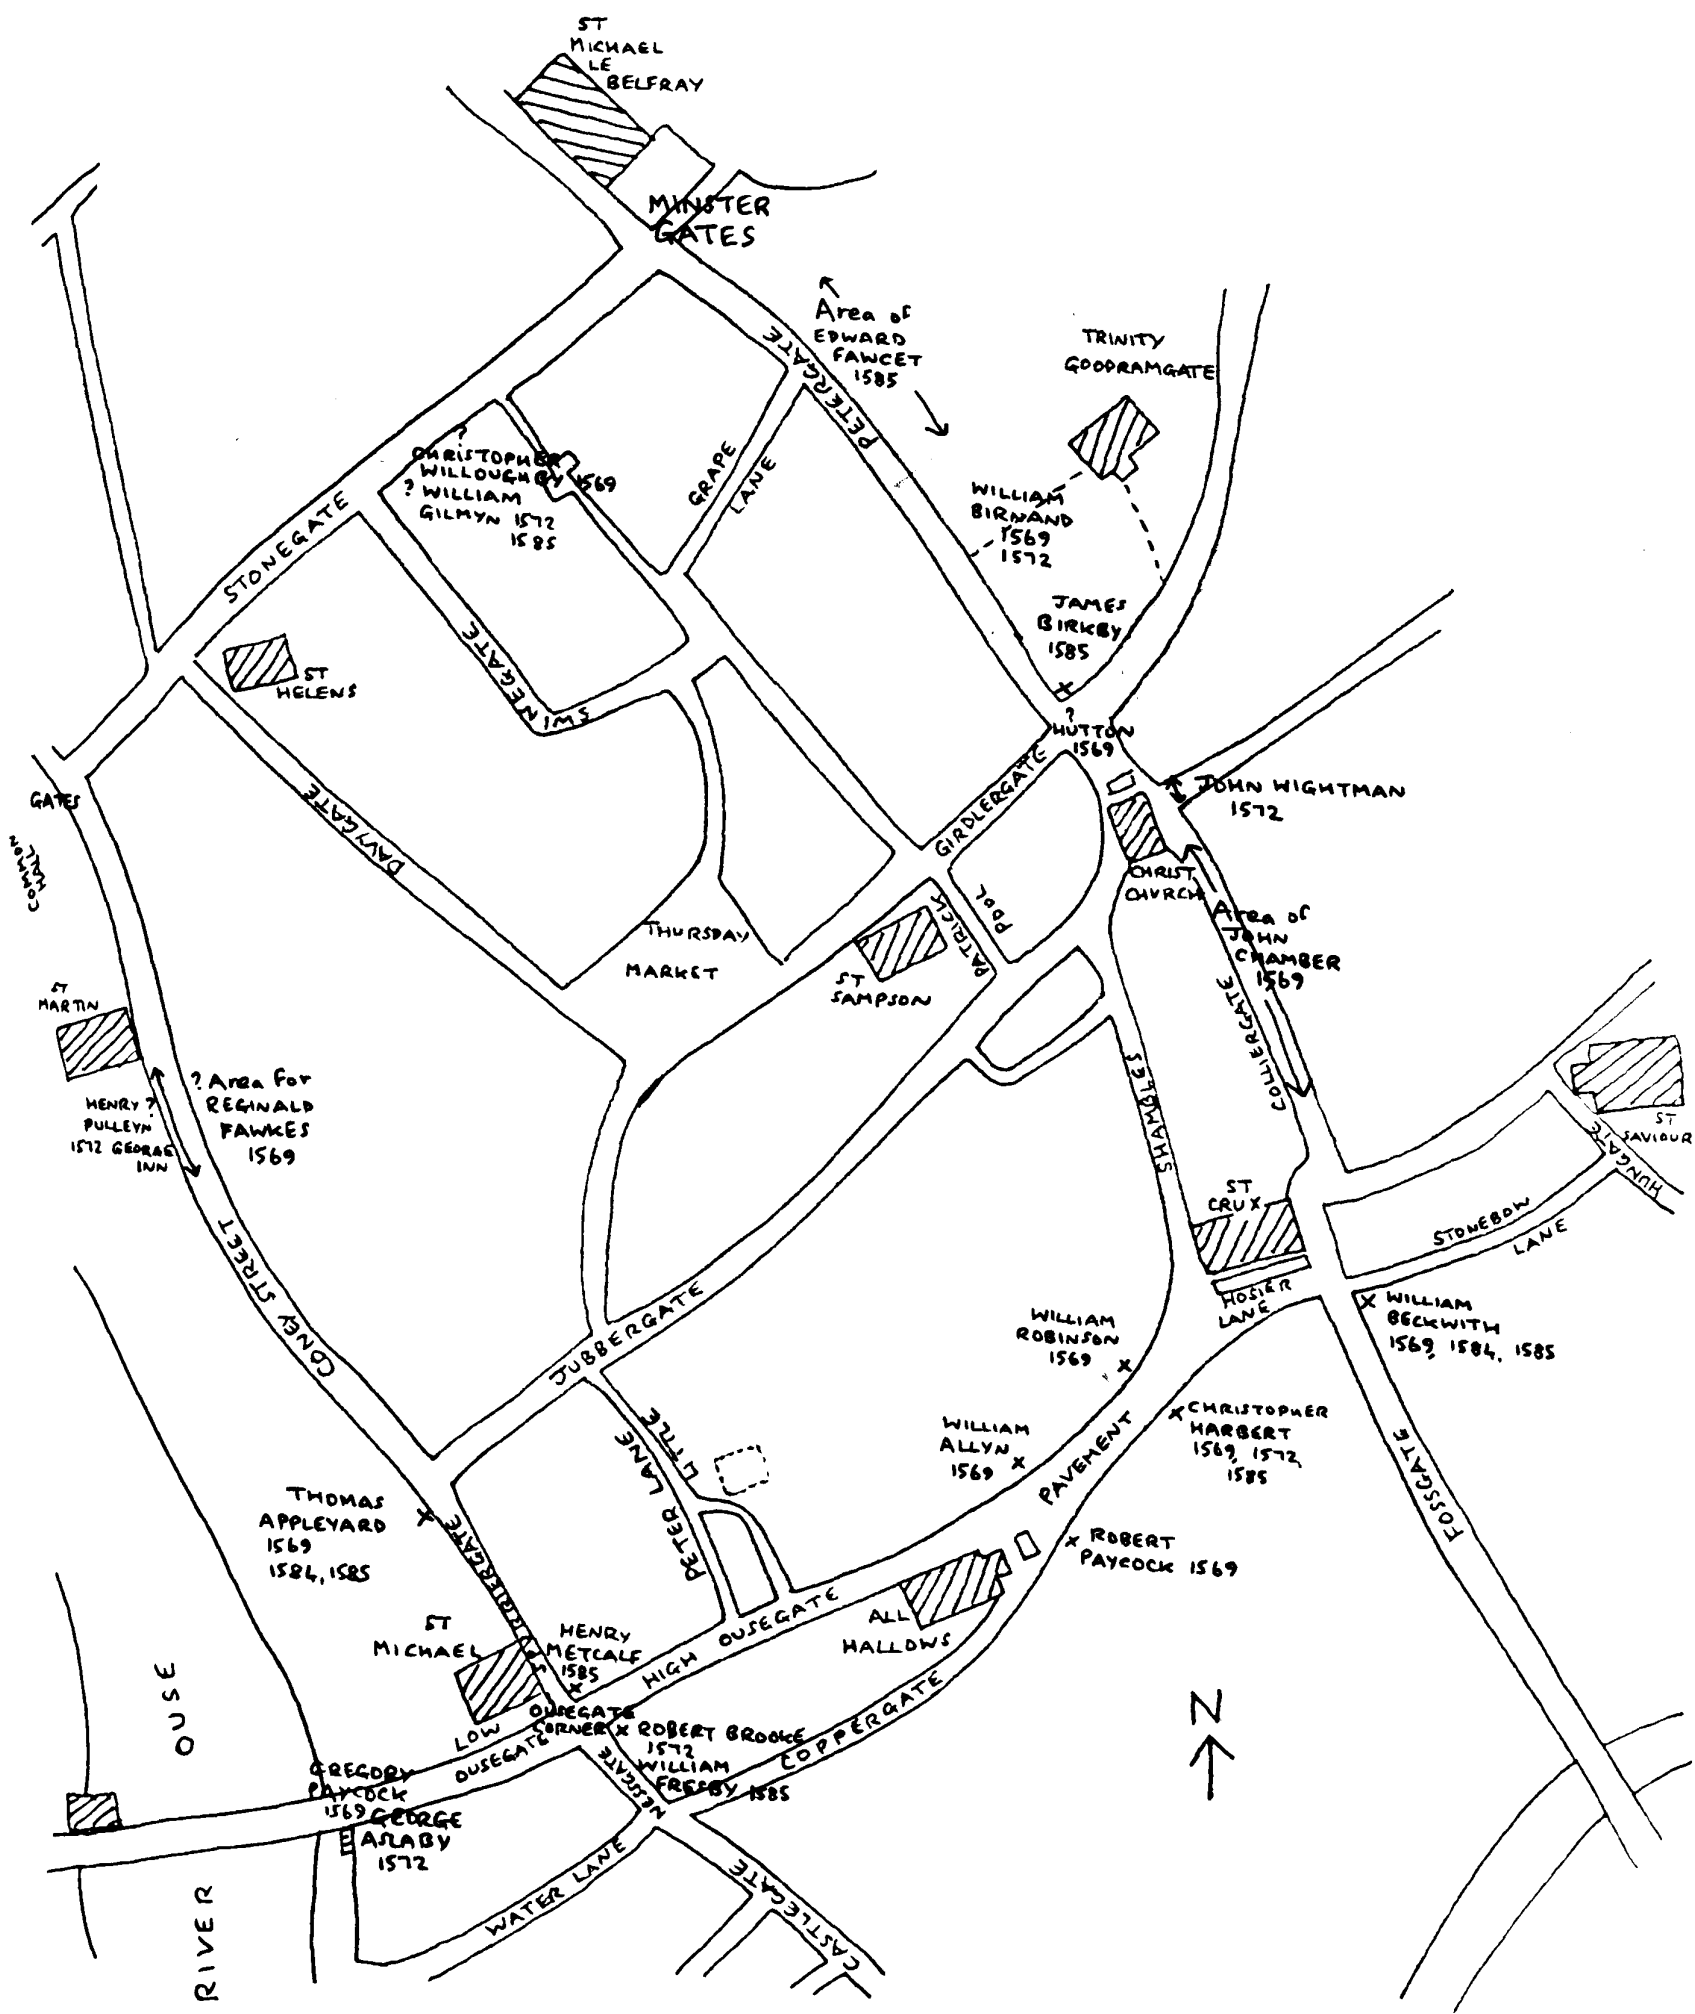 ST
MICHAEL
LE
BELFRAY
MINSTER
GATES
Area of
EDWARD
FAWCET
1585
PETERGATE
TRINITY
GOODRAMGATE
?
CHRISTOPHER
WILLOUGHBY 1569
? WILLIAM
GILMYN 1572
1585
GRAPE
LANE
WILLIAM
BIRNAND
1569
1572
STONEGATE
JAMES
BIRKBY
1585
x
ST
HELENS
SWINEGATE
?
HUTTON
1569
GIRDLERGATE
JOHN WIGHTMAN
1572
GATES
COMMON
HALL
DAVYGATE
CHRIST
CHURCH
PATRICK
POOL
THURSDAY
MARKET
ST
SAMPSON
Area of
JOHN
CHAMBER
1569
COLLIERGATE
ST
MARTIN
? Area for
REGINALD
FAWKES
1569
HENRY ?
PULLEYN
1572 GEORGE
INN
SHAMBLES
ST
SAVIOUR
HUNGATE
ST
CRUX
STONEBOW
LANE
HOSIER
LANE
CONEY STREET
JUBBERGATE
WILLIAM
ROBINSON
1569 x
x WILLIAM
BECKWITH
1569, 1584, 1585
x CHRISTOPHER
HARBERT
1569, 1572,
1585
WILLIAM
ALLYN
1569 x
PAVEMENT
FOSSGATE
LITTLE
PETER LANE
THOMAS
APPLEYARD x
1569
1584, 1585
x ROBERT
PAYCOCK 1569
ALL
HALLOWS
ST
MICHAEL
HENRY
METCALF
1585
x
HIGH
OUSEGATE
COPPERGATE
N
OUSEGATE
CORNER x ROBERT BROOKE
1572
WILLIAM
FRESBY 1585
LOW
OUSEGATE
NESSGATE
GREGORY
PAYCOCK
1569
GEORGE
ASLABY
1572
WATER LANE
CASTLEGATE
RIVER
OUSE